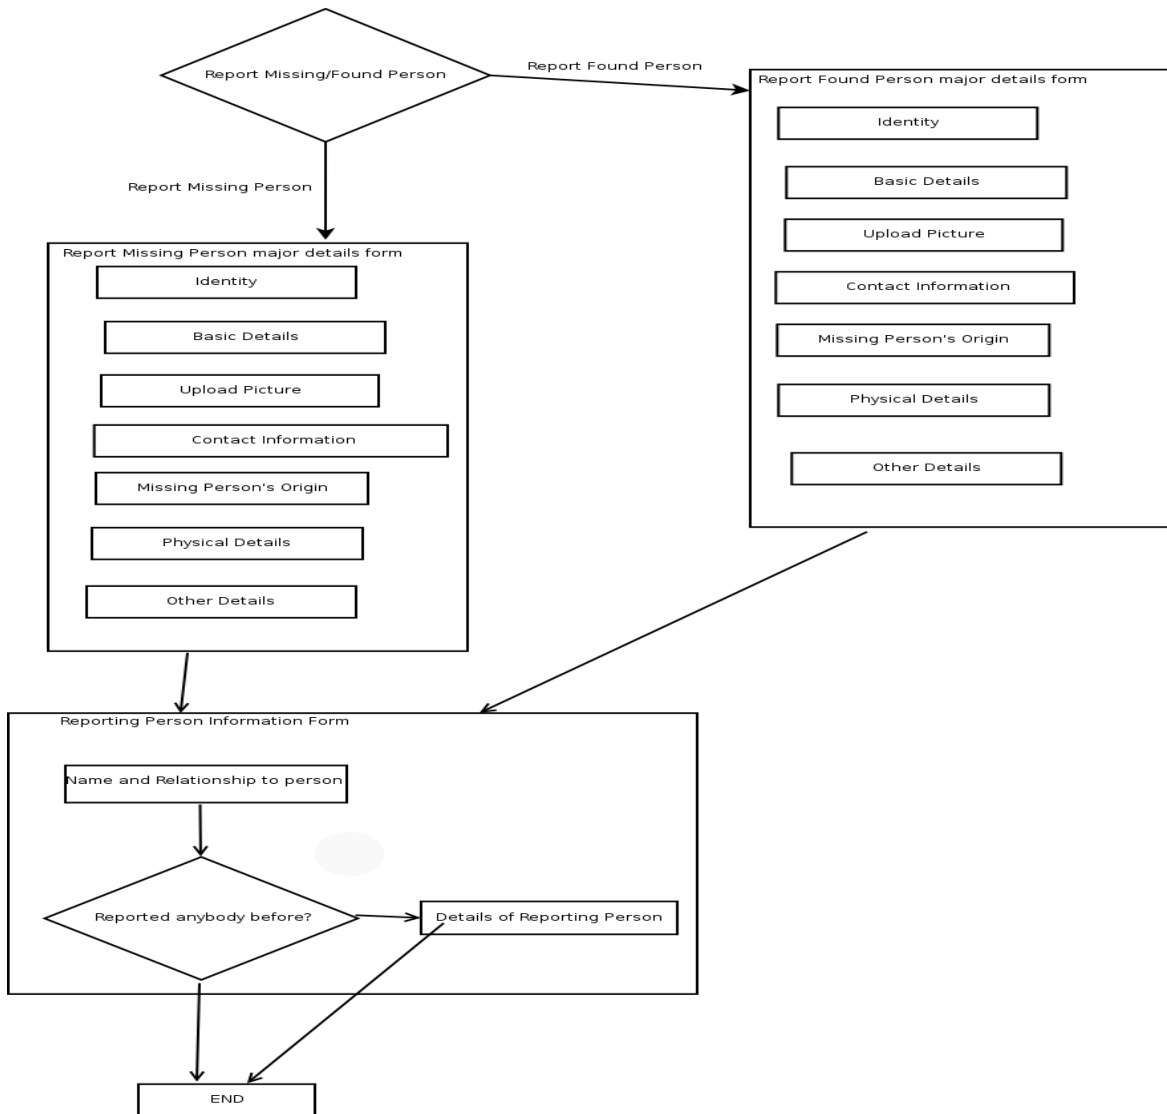 Report Missing/Found Person
Report Found Person
Report Missing Person
Report Found Person major details form
Identity
Basic Details
Upload Picture
Contact Information
Missing Person's Origin
Physical Details
Other Details
Report Missing Person major details form
Identity
Basic Details
Upload Picture
Contact Information
Missing Person's Origin
Physical Details
Other Details
Reporting Person Information Form
Name and Relationship to person
Reported anybody before?
Details of Reporting Person
END